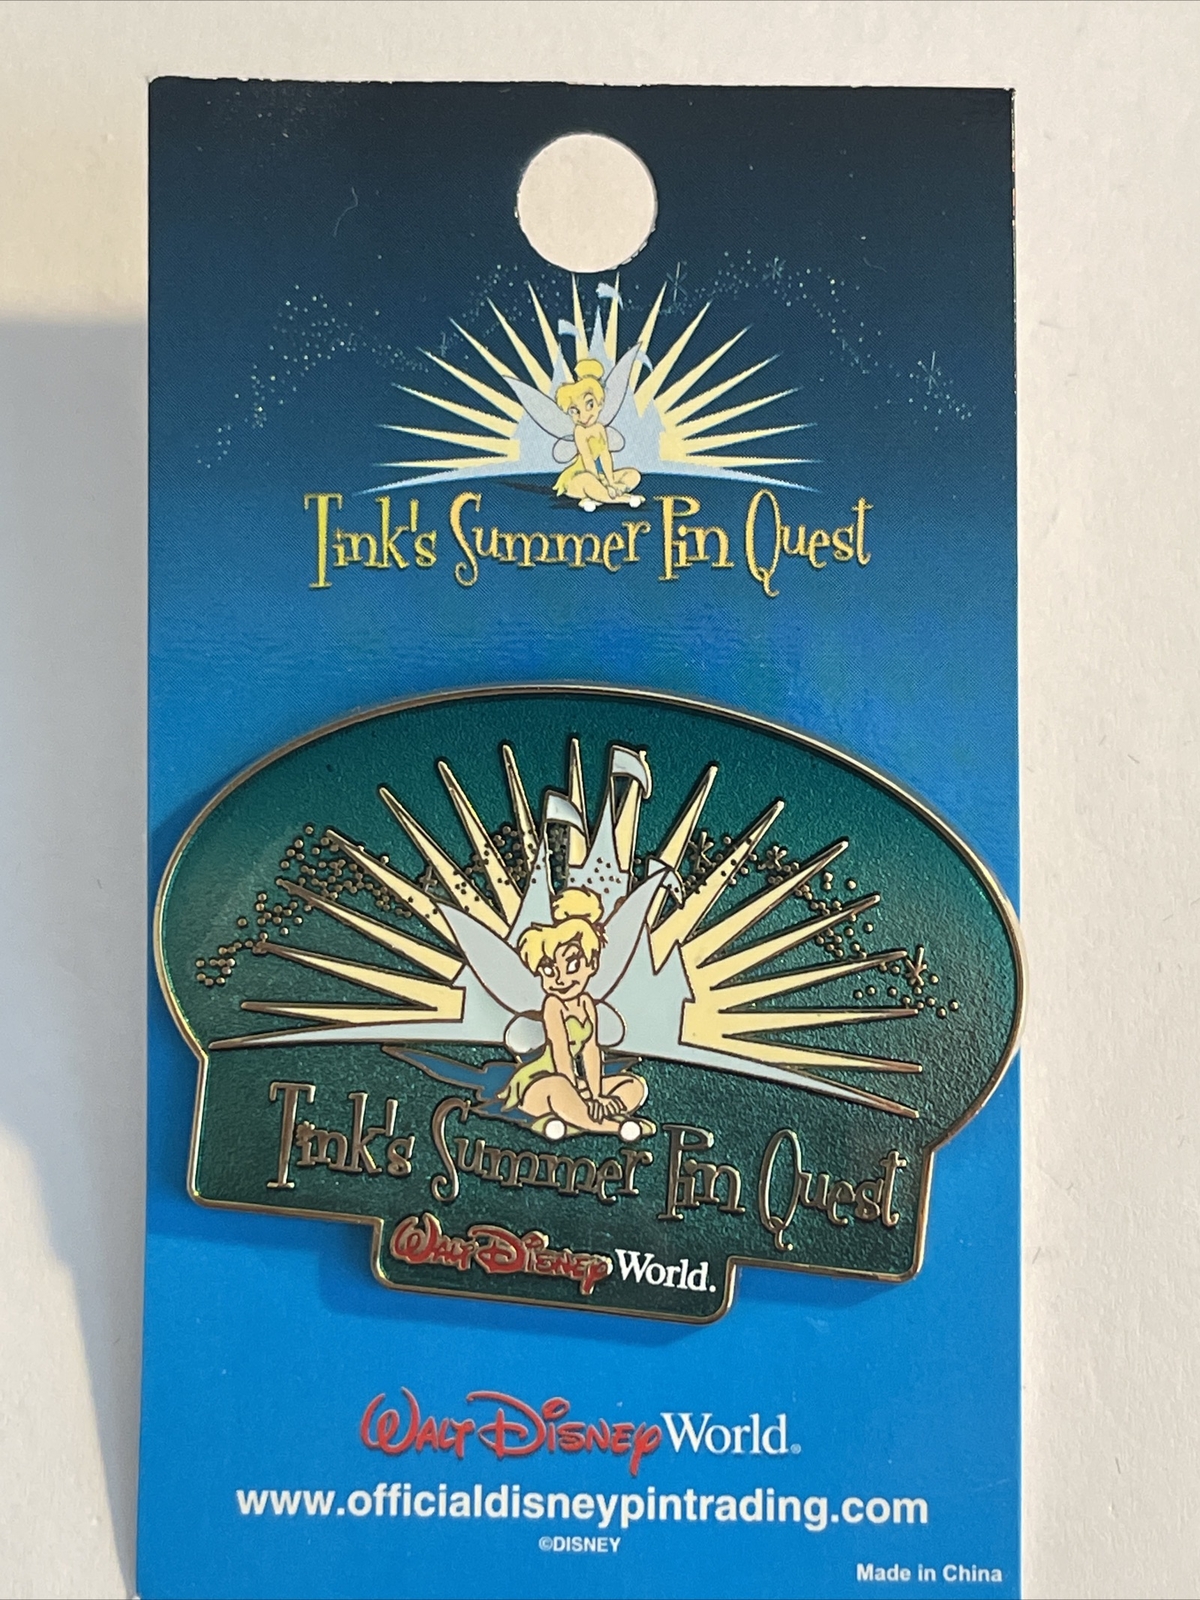 Tink's Summer Pin Quest
Tink's Summer Pin Quest
Walt Disney World.
Walt Disney World®
www.officialdisneypintrading.com
©DISNEY
Made in China